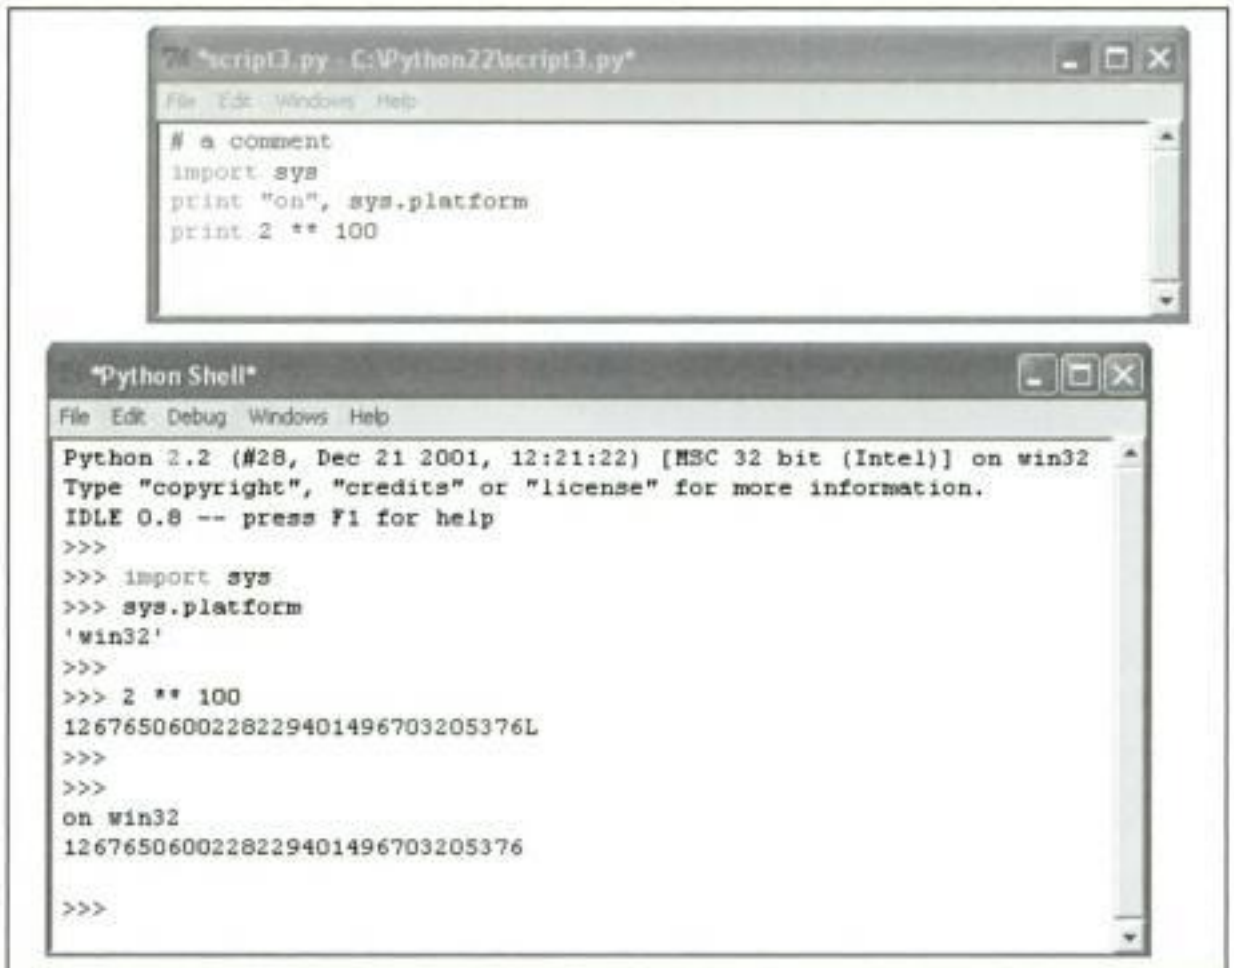 *script3.py - C:\Python22\script3.py*
File Edit Windows Help
# a comment
import sys
print "on", sys.platform
print 2 ** 100
*Python Shell*
File Edit Debug Windows Help
Python 2.2 (#28, Dec 21 2001, 12:21:22) [MSC 32 bit (Intel)] on win32
Type "copyright", "credits" or "license" for more information.
IDLE 0.8 -- press F1 for help
>>>
>>> import sys
>>> sys.platform
'win32'
>>>
>>> 2 ** 100
1267650600228229401496703205376L
>>>
>>>
on win32
1267650600228229401496703205376
>>>